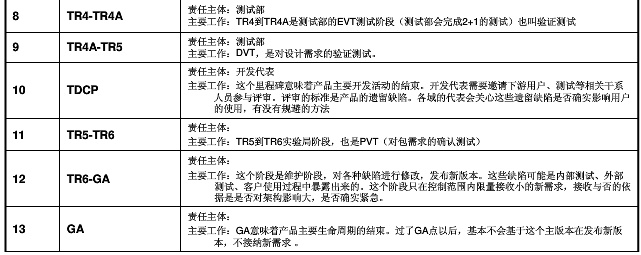 8
TR4-TR4A
责任主体：测试部
主要工作：TR4到TR4A是测试部的EVT测试阶段（测试部会完成2+1的测试）也叫验证测试
9
TR4A-TR5
责任主体：测试部
主要工作：DVT，是对设计需求的验证测试。
10
TDCP
责任主体：开发代表
主要工作：这个里程碑意味着产品主要开发活动的结束。开发代表需要邀请下游用户、测试等相关干系
人员参与评审。评审的标准是产品的遗留缺陷。各域的代表会关心这些遗留缺陷是否确实影响用户
的使用，有没有规避的方法
11
TR5-TR6
责任主体：
主要工作：TR5到TR6实验局阶段，也是PVT（对包需求的确认测试）
12
TR6-GA
责任主体：
主要工作：这个阶段是维护阶段，对各种缺陷进行修改，发布新版本。这些缺陷可能是内部测试、外部
测试、客户使用过程中暴露出来的。这个阶段只在控制范围内限量接收小的新需求，接收与否的依
据是是否对架构影响大，是否确实紧急。
13
GA
责任主体：
主要工作：GA意味着产品主要生命周期的结束。过了GA点以后，基本不会基于这个主版本在发布新版
本，不接纳新需求 。